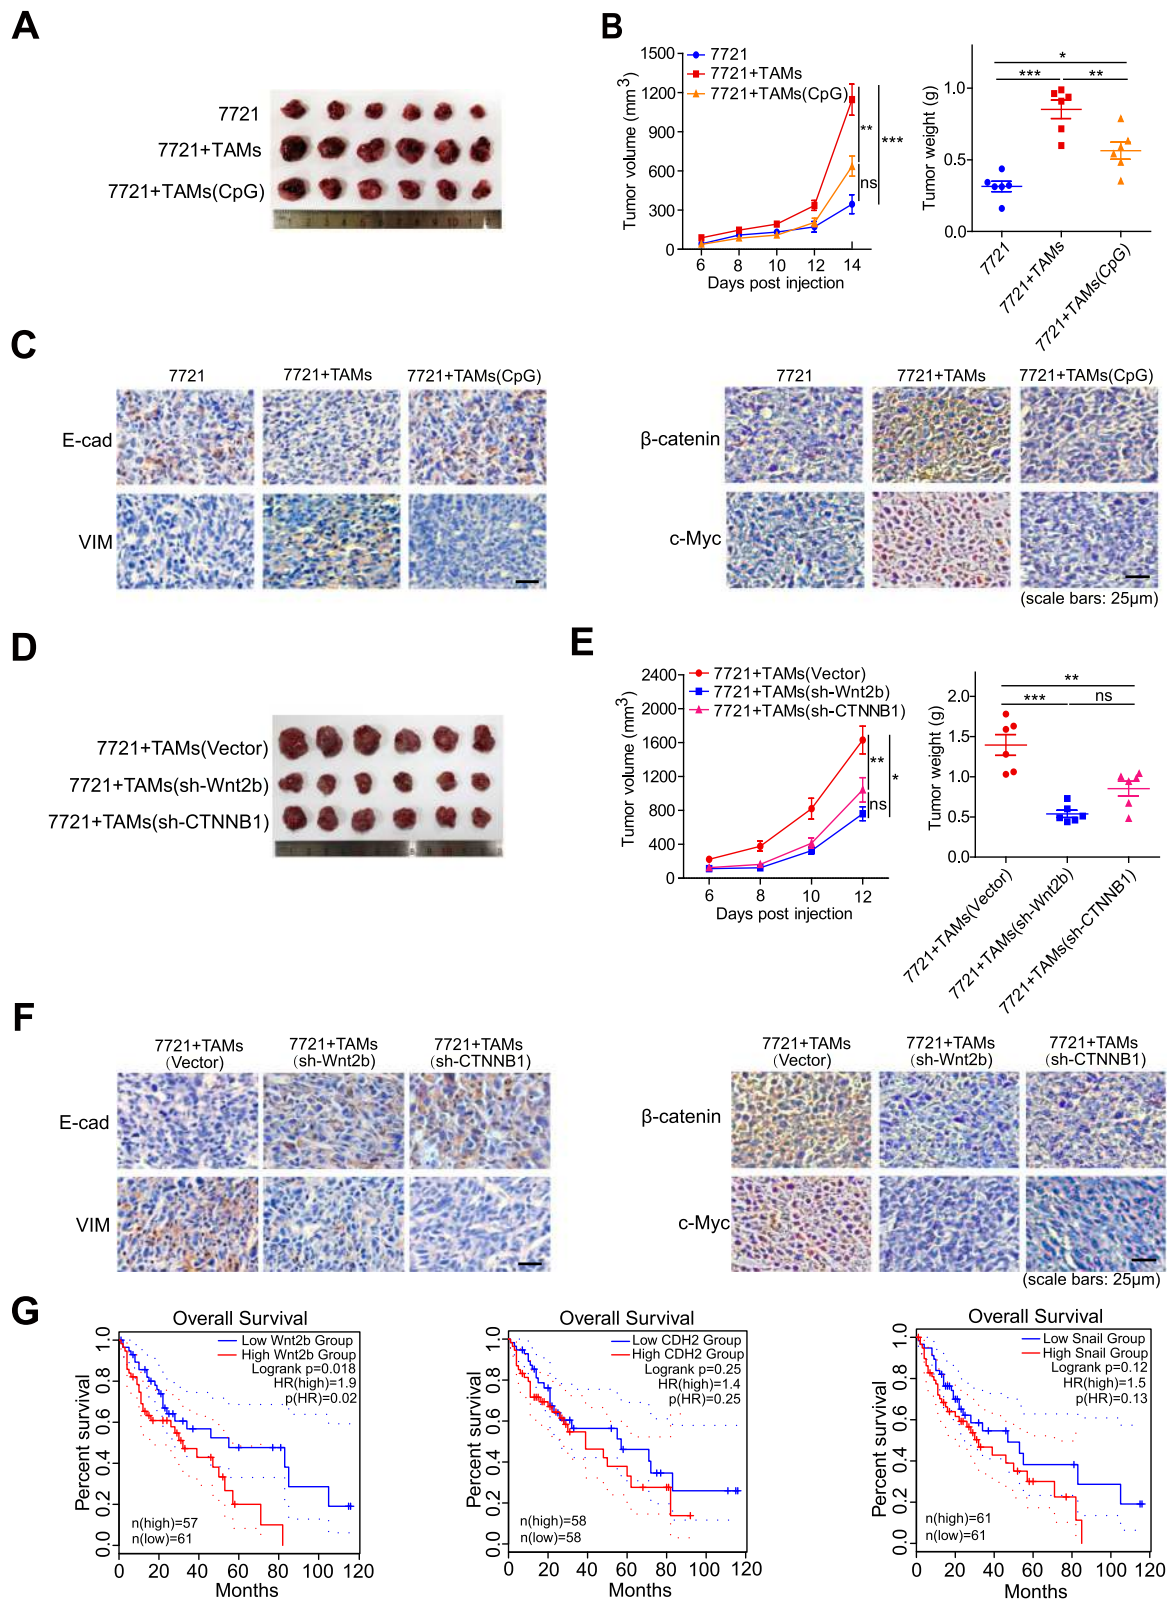 A
7721
7721+TAMs
7721+TAMs(CpG)
B
1500
1200
900
600
300
0
Tumor volume (mm3)
7721
7721+TAMs
7721+TAMs(CpG)
**
ns
***
6
8
10
12
14
Days post injection
Tumor weight (g)
1.0
0.5
0.0
*
***
**
7721
7721+TAMs
7721+TAMs(CpG)
C
7721
7721+TAMs
7721+TAMs(CpG)
E-cad
VIM
7721
7721+TAMs
7721+TAMs(CpG)
β-catenin
c-Myc
(scale bars: 25μm)
D
7721+TAMs(Vector)
7721+TAMs(sh-Wnt2b)
7721+TAMs(sh-CTNNB1)
E
2400
2000
1600
1200
800
400
0
Tumor volume (mm3)
7721+TAMs(Vector)
7721+TAMs(sh-Wnt2b)
7721+TAMs(sh-CTNNB1)
**
ns
*
6
8
10
12
Days post injection
Tumor weight (g)
2.0
1.5
1.0
0.5
0.0
**
***
ns
7721+TAMs(Vector)
7721+TAMs(sh-Wnt2b)
7721+TAMs(sh-CTNNB1)
F
7721+TAMs
(Vector)
7721+TAMs
(sh-Wnt2b)
7721+TAMs
(sh-CTNNB1)
E-cad
VIM
7721+TAMs
(Vector)
7721+TAMs
(sh-Wnt2b)
7721+TAMs
(sh-CTNNB1)
β-catenin
c-Myc
(scale bars: 25μm)
G
Overall Survival
Low Wnt2b Group
High Wnt2b Group
Logrank p=0.018
HR(high)=1.9
p(HR)=0.02
n(high)=57
n(low)=61
Percent survival
1.0
0.8
0.6
0.4
0.2
0.0
0
20
40
60
80
100
120
Months
Overall Survival
Low CDH2 Group
High CDH2 Group
Logrank p=0.25
HR(high)=1.4
p(HR)=0.25
n(high)=58
n(low)=58
Percent survival
1.0
0.8
0.6
0.4
0.2
0.0
0
20
40
60
80
100
120
Months
Overall Survival
Low Snail Group
High Snail Group
Logrank p=0.12
HR(high)=1.5
p(HR)=0.13
n(high)=61
n(low)=61
Percent survival
1.0
0.8
0.6
0.4
0.2
0.0
0
20
40
60
80
100
120
Months